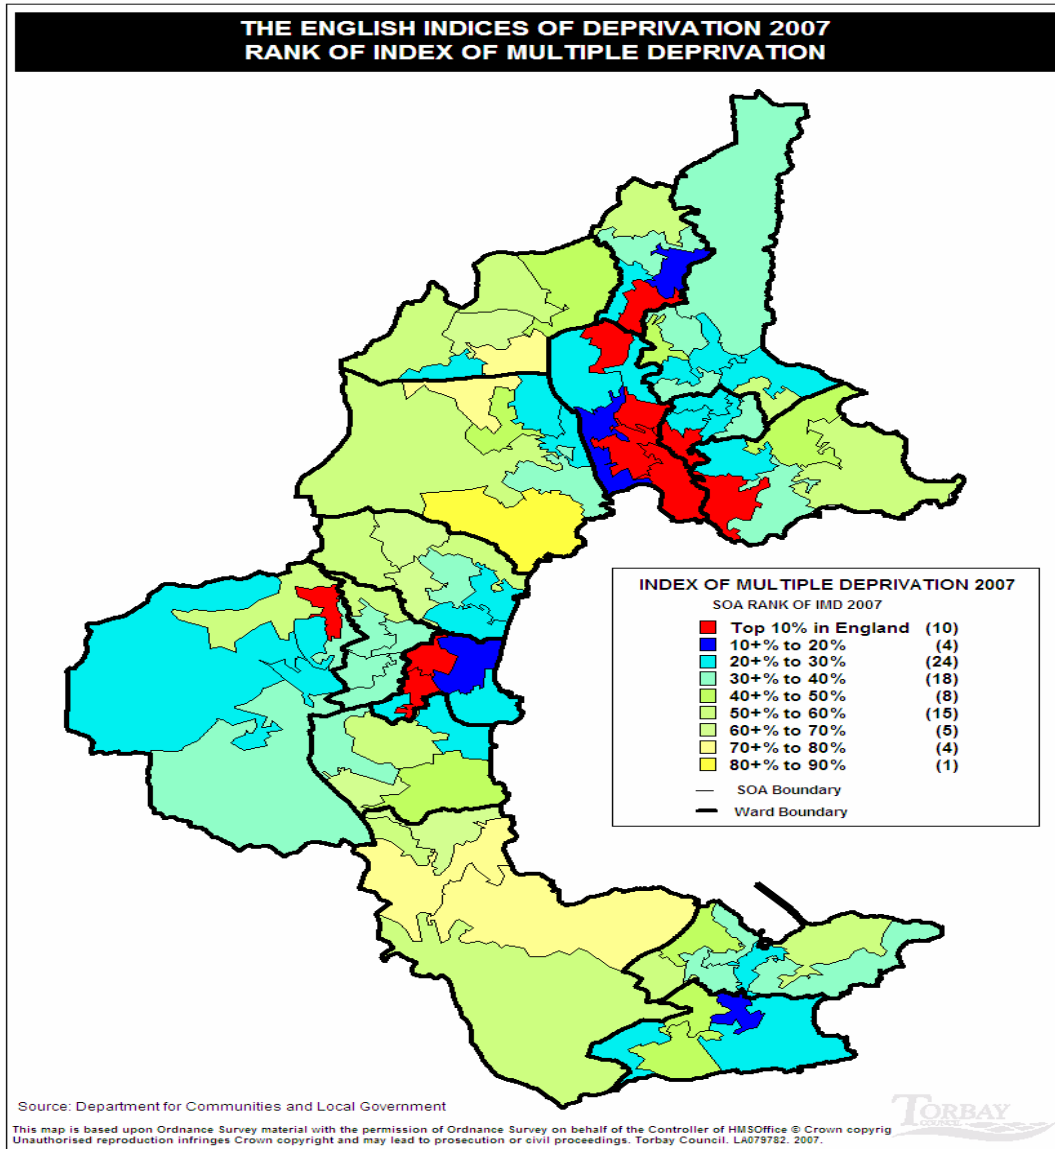 THE ENGLISH INDICES OF DEPRIVATION 2007
RANK OF INDEX OF MULTIPLE DEPRIVATION
INDEX OF MULTIPLE DEPRIVATION 2007
SOA RANK OF IMD 2007
Top 10% in England (10)
10+% to 20% (4)
20+% to 30% (24)
30+% to 40% (18)
40+% to 50% (8)
50+% to 60% (15)
60+% to 70% (5)
70+% to 80% (4)
80+% to 90% (1)
SOA Boundary
Ward Boundary
Source: Department for Communities and Local Government
TORBAY
COUNCIL
This map is based upon Ordnance Survey material with the permission of Ordnance Survey on behalf of the Controller of HMSOffice © Crown copyrig
Unauthorised reproduction infringes Crown copyright and may lead to prosecution or civil proceedings. Torbay Council. LA079782. 2007.